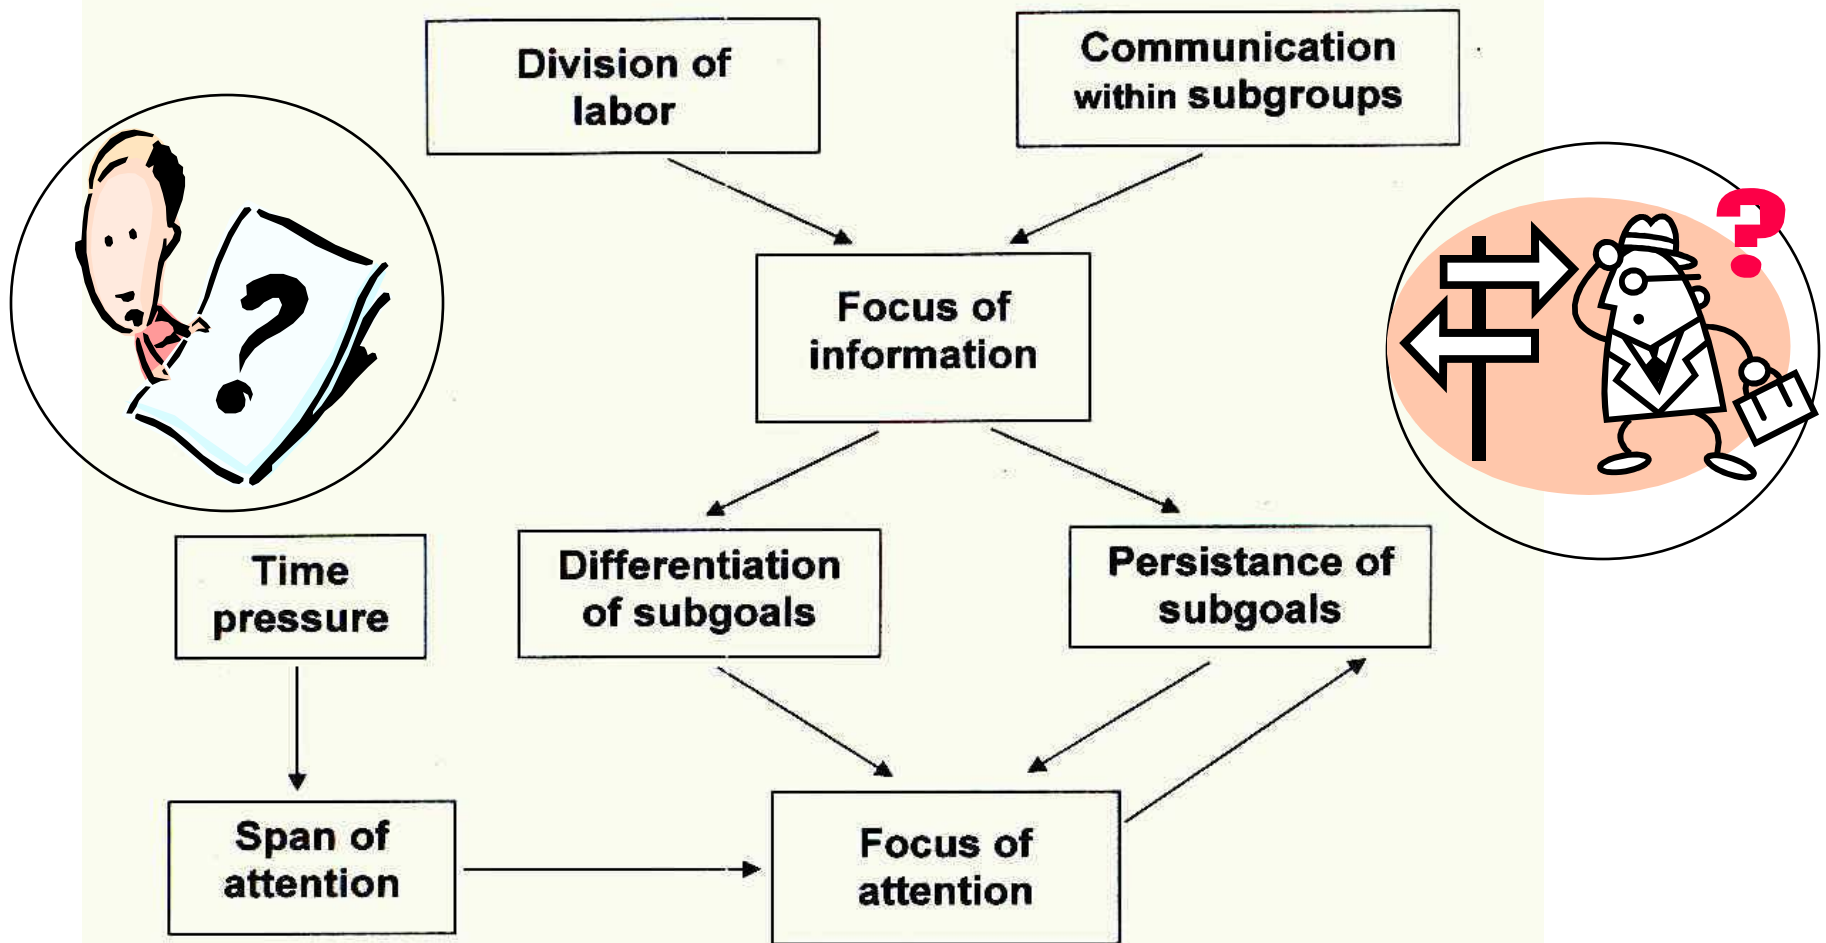 Division of
labor
Communication
within subgroups
?
?
Focus of
information
Time
pressure
Differentiation
of subgoals
Persistance of
subgoals
Span of
attention
Focus of
attention